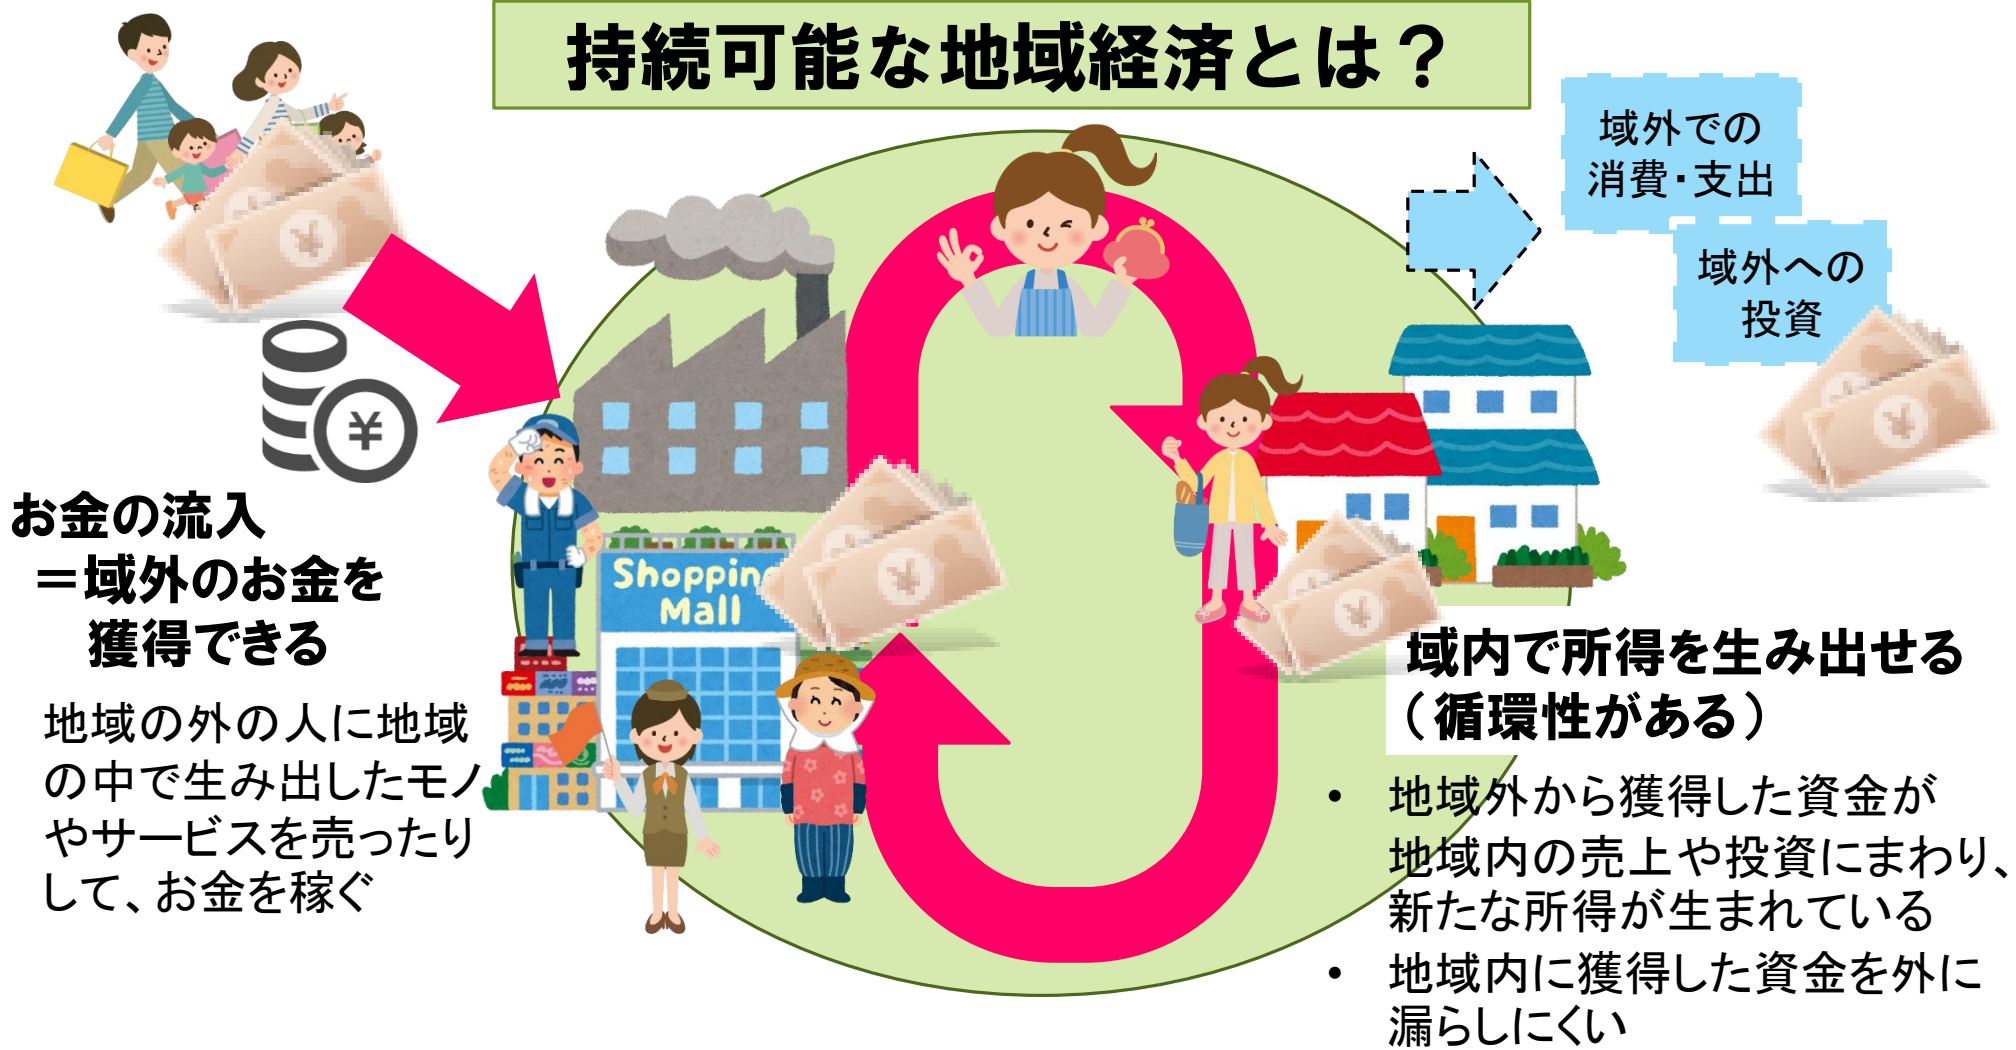 持続可能な地域経済とは？
域外での
消費・支出
域外への
投資
お金の流入
＝域外のお金を
獲得できる
地域の外の人に地域
の中で生み出したモノ
やサービスを売ったり
して、お金を稼ぐ
Shopping
Mall
域内で所得を生み出せる
（循環性がある）
• 地域外から獲得した資金が
地域内の売上や投資にまわり、
新たな所得が生まれている
• 地域内に獲得した資金を外に
漏らしにくい
¥
¥
¥
¥
¥